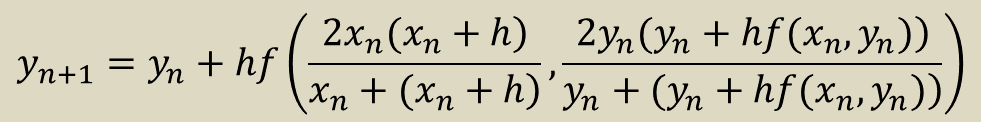 y_{n+1} = y_n + hf\left(\frac{2x_n(x_n + h)}{x_n + (x_n + h)}, \frac{2y_n(y_n + hf(x_n, y_n))}{y_n + (y_n + hf(x_n, y_n))}\right)